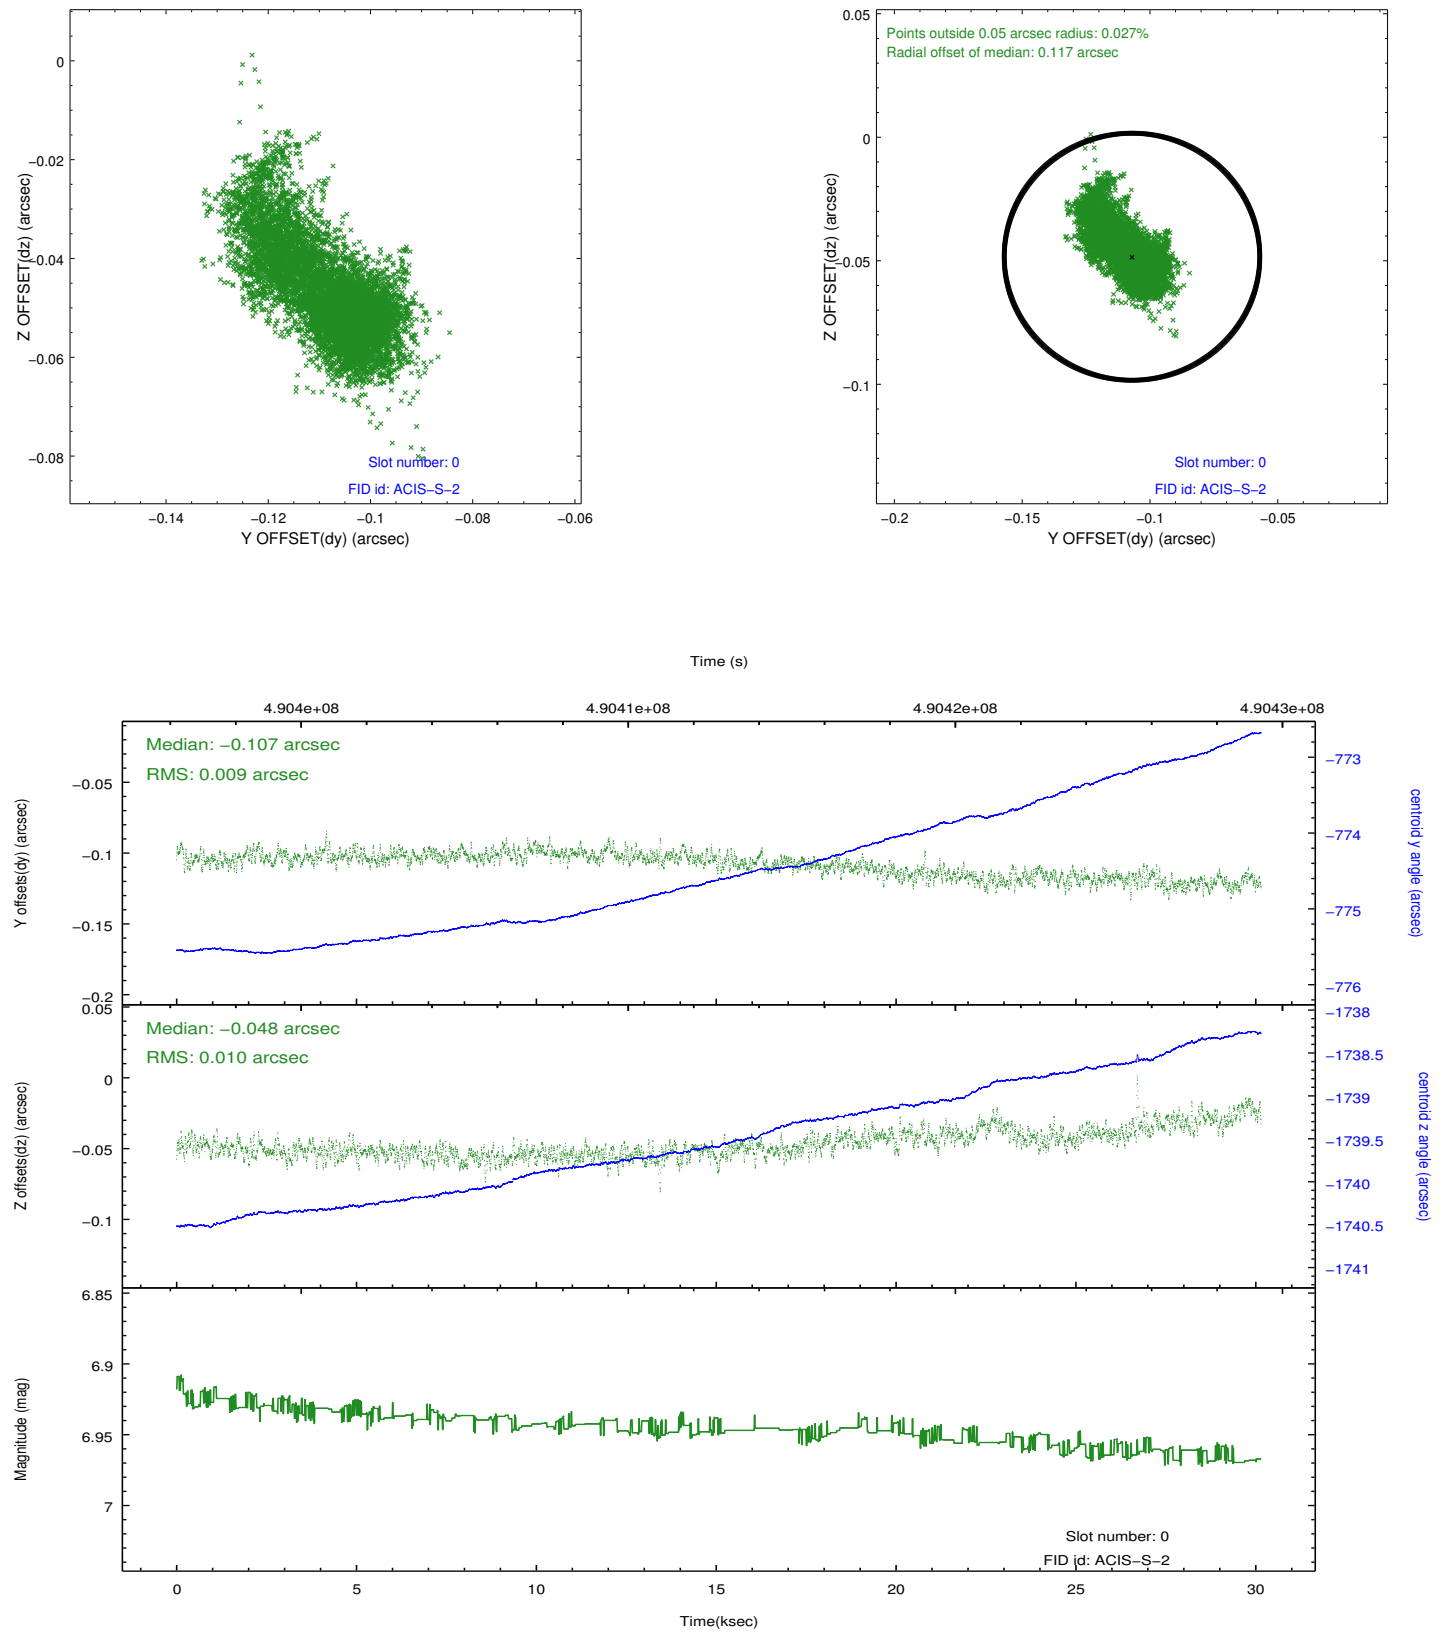 0
−0.02
−0.04
−0.06
−0.08
Z OFFSET(dz) (arcsec)
Slot number: 0
FID id: ACIS−S−2
−0.14
−0.12
−0.1
−0.08
−0.06
Y OFFSET(dy) (arcsec)
0.05
0
−0.05
−0.1
Z OFFSET(dz) (arcsec)
Points outside 0.05 arcsec radius: 0.027%
Radial offset of median: 0.117 arcsec
Slot number: 0
FID id: ACIS−S−2
−0.2
−0.15
−0.1
−0.05
Y OFFSET(dy) (arcsec)
Time (s)
4.904e+08
4.9041e+08
4.9042e+08
4.9043e+08
Median: −0.107 arcsec
RMS: 0.009 arcsec
−0.05
−0.1
−0.15
−0.2
Y offsets(dy) (arcsec)
−773
−774
−775
−776
centroid y angle (arcsec)
Median: −0.048 arcsec
RMS: 0.010 arcsec
0.05
0
−0.05
−0.1
Z offsets(dz) (arcsec)
−1738
−1738.5
−1739
−1739.5
−1740
−1740.5
−1741
centroid z angle (arcsec)
6.85
6.9
6.95
7
Magnitude (mag)
Slot number: 0
FID id: ACIS−S−2
0
5
10
15
20
25
30
Time(ksec)